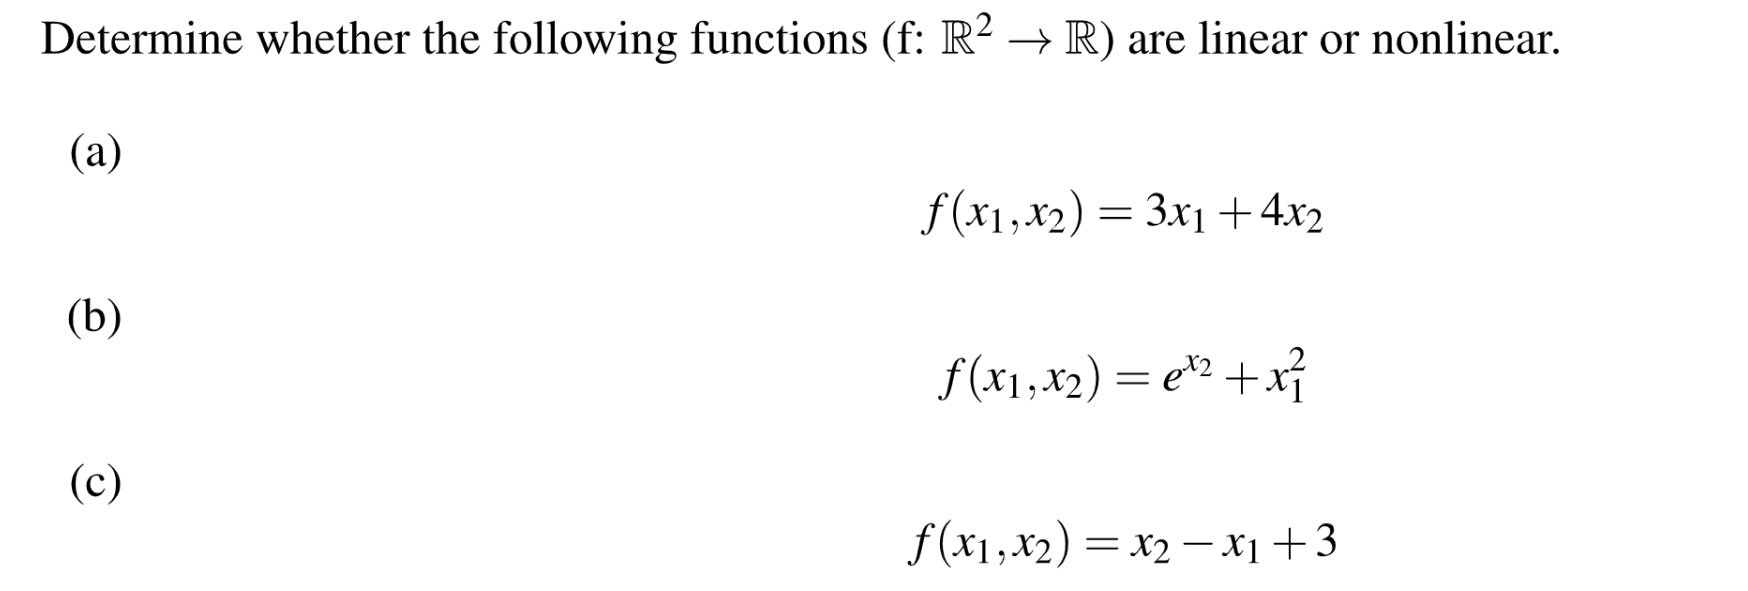 Determine whether the following functions (f: ℝ² → ℝ) are linear or nonlinear.
(a)
f(x₁,x₂) = 3x₁ + 4x₂
(b)
f(x₁,x₂) = e^{x₂} + x₁²
(c)
f(x₁,x₂) = x₂ − x₁ + 3